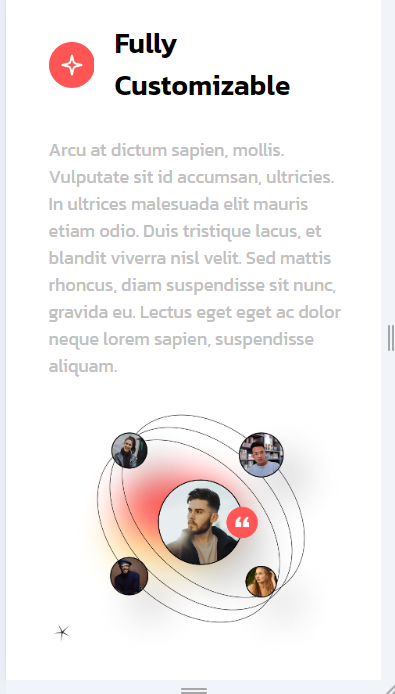 Fully
Customizable
Arcu at dictum sapien, mollis.
Vulputate sit id accumsan, ultricies.
In ultrices malesuada elit mauris
etiam odio. Duis tristique lacus, et
blandit viverra nisl velit. Sed mattis
rhoncus, diam suspendisse sit nunc,
gravida eu. Lectus eget eget ac dolor
neque lorem sapien, suspendisse
aliquam.